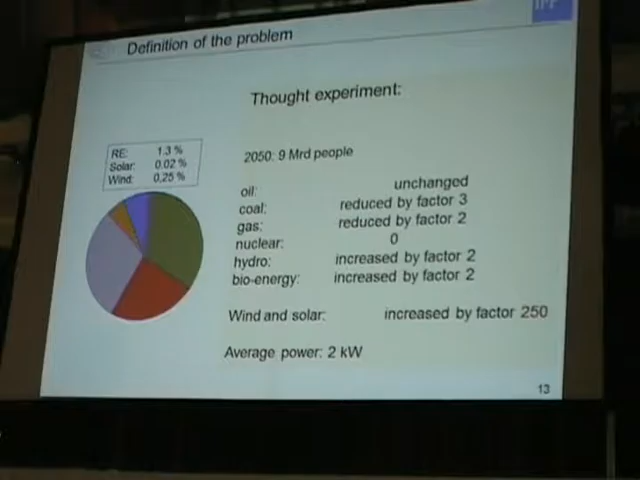 Definition of the problem
IPP
Thought experiment:
RE: 1.3 %
Solar: 0.02 %
Wind: 0,25 %
2050: 9 Mrd people
oil: unchanged
coal: reduced by factor 3
gas: reduced by factor 2
nuclear: 0
hydro: increased by factor 2
bio-energy: increased by factor 2
Wind and solar: increased by factor 250
Average power: 2 kW
13